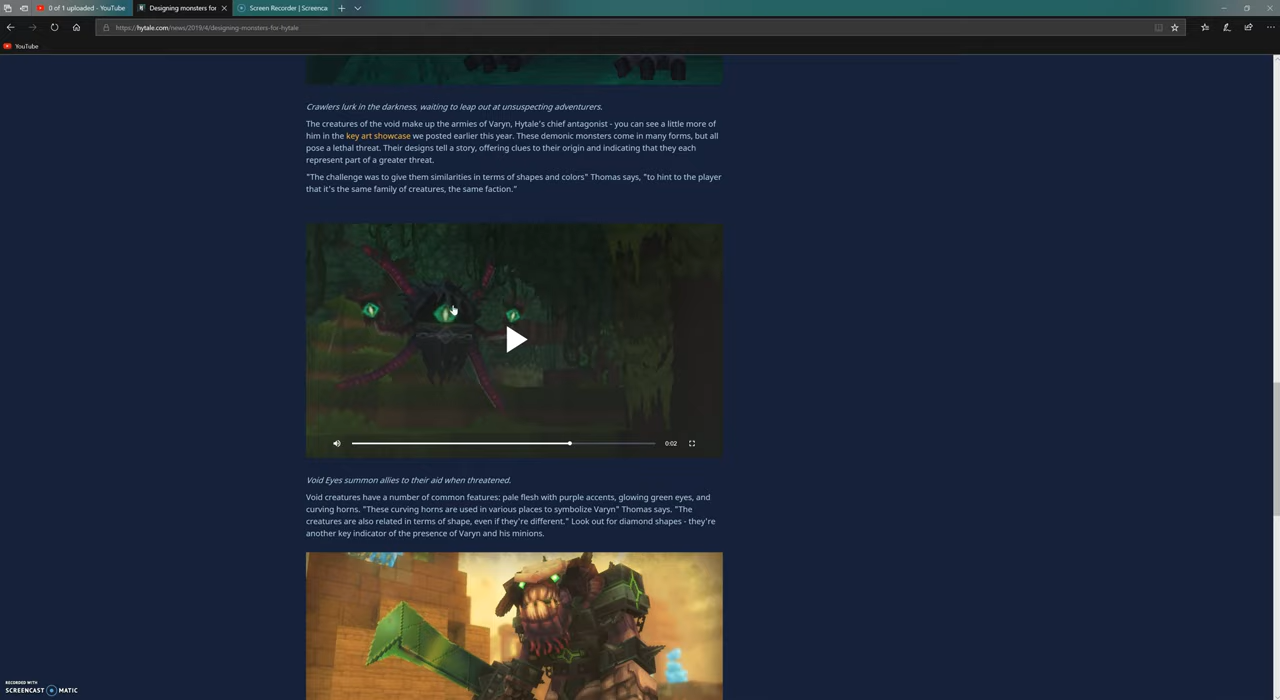 0 of 1 uploaded - YouTube
Designing monsters for
Screen Recorder | Screenca
https://hytale.com/news/2019/4/designing-monsters-for-hytale
YouTube
Crawlers lurk in the darkness, waiting to leap out at unsuspecting adventurers.
The creatures of the void make up the armies of Varyn, Hytale's chief antagonist - you can see a little more of
him in the key art showcase we posted earlier this year. These demonic monsters come in many forms, but all
pose a lethal threat. Their designs tell a story, offering clues to their origin and indicating that they each
represent part of a greater threat.
"The challenge was to give them similarities in terms of shapes and colors" Thomas says, "to hint to the player
that it's the same family of creatures, the same faction."
0:02
Void Eyes summon allies to their aid when threatened.
Void creatures have a number of common features: pale flesh with purple accents, glowing green eyes, and
curving horns. "These curving horns are used in various places to symbolize Varyn" Thomas says. "The
creatures are also related in terms of shape, even if they're different." Look out for diamond shapes - they're
another key indicator of the presence of Varyn and his minions.
RECORDED WITH
SCREENCAST MATIC